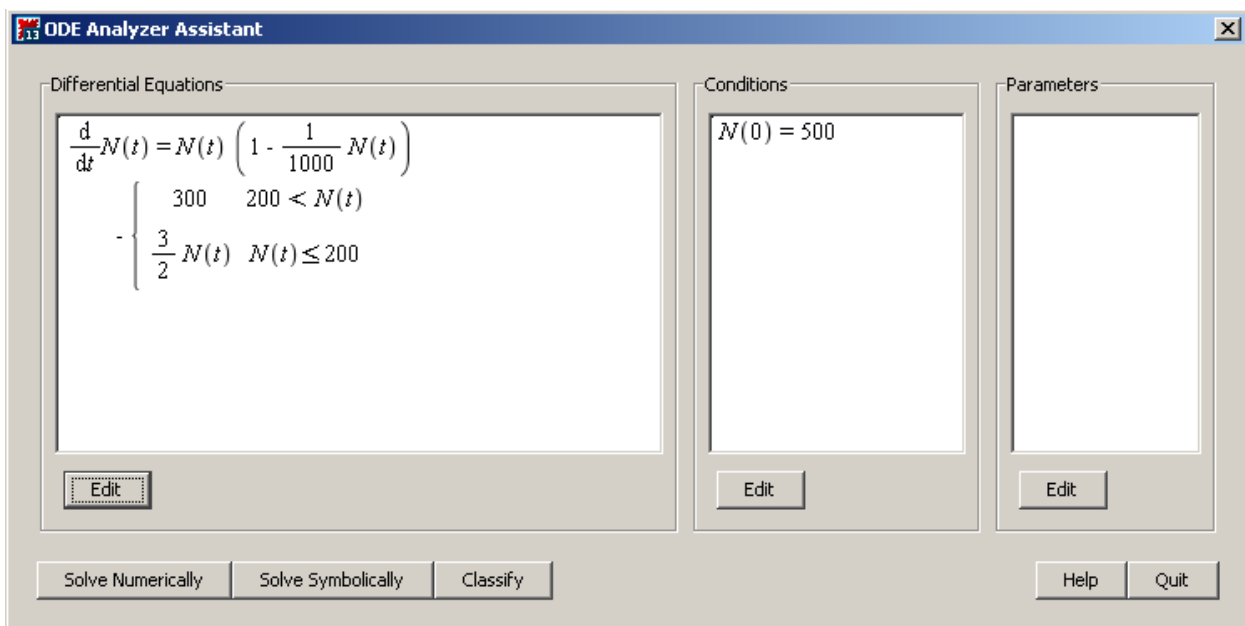 13 ODE Analyzer Assistant
Differential Equations
d/dt N(t) = N(t) (1 - 1/1000 N(t))
- { 300 200 < N(t)
3/2 N(t) N(t) ≤ 200
Edit
Conditions
N(0) = 500
Edit
Parameters
Edit
Solve Numerically
Solve Symbolically
Classify
Help
Quit